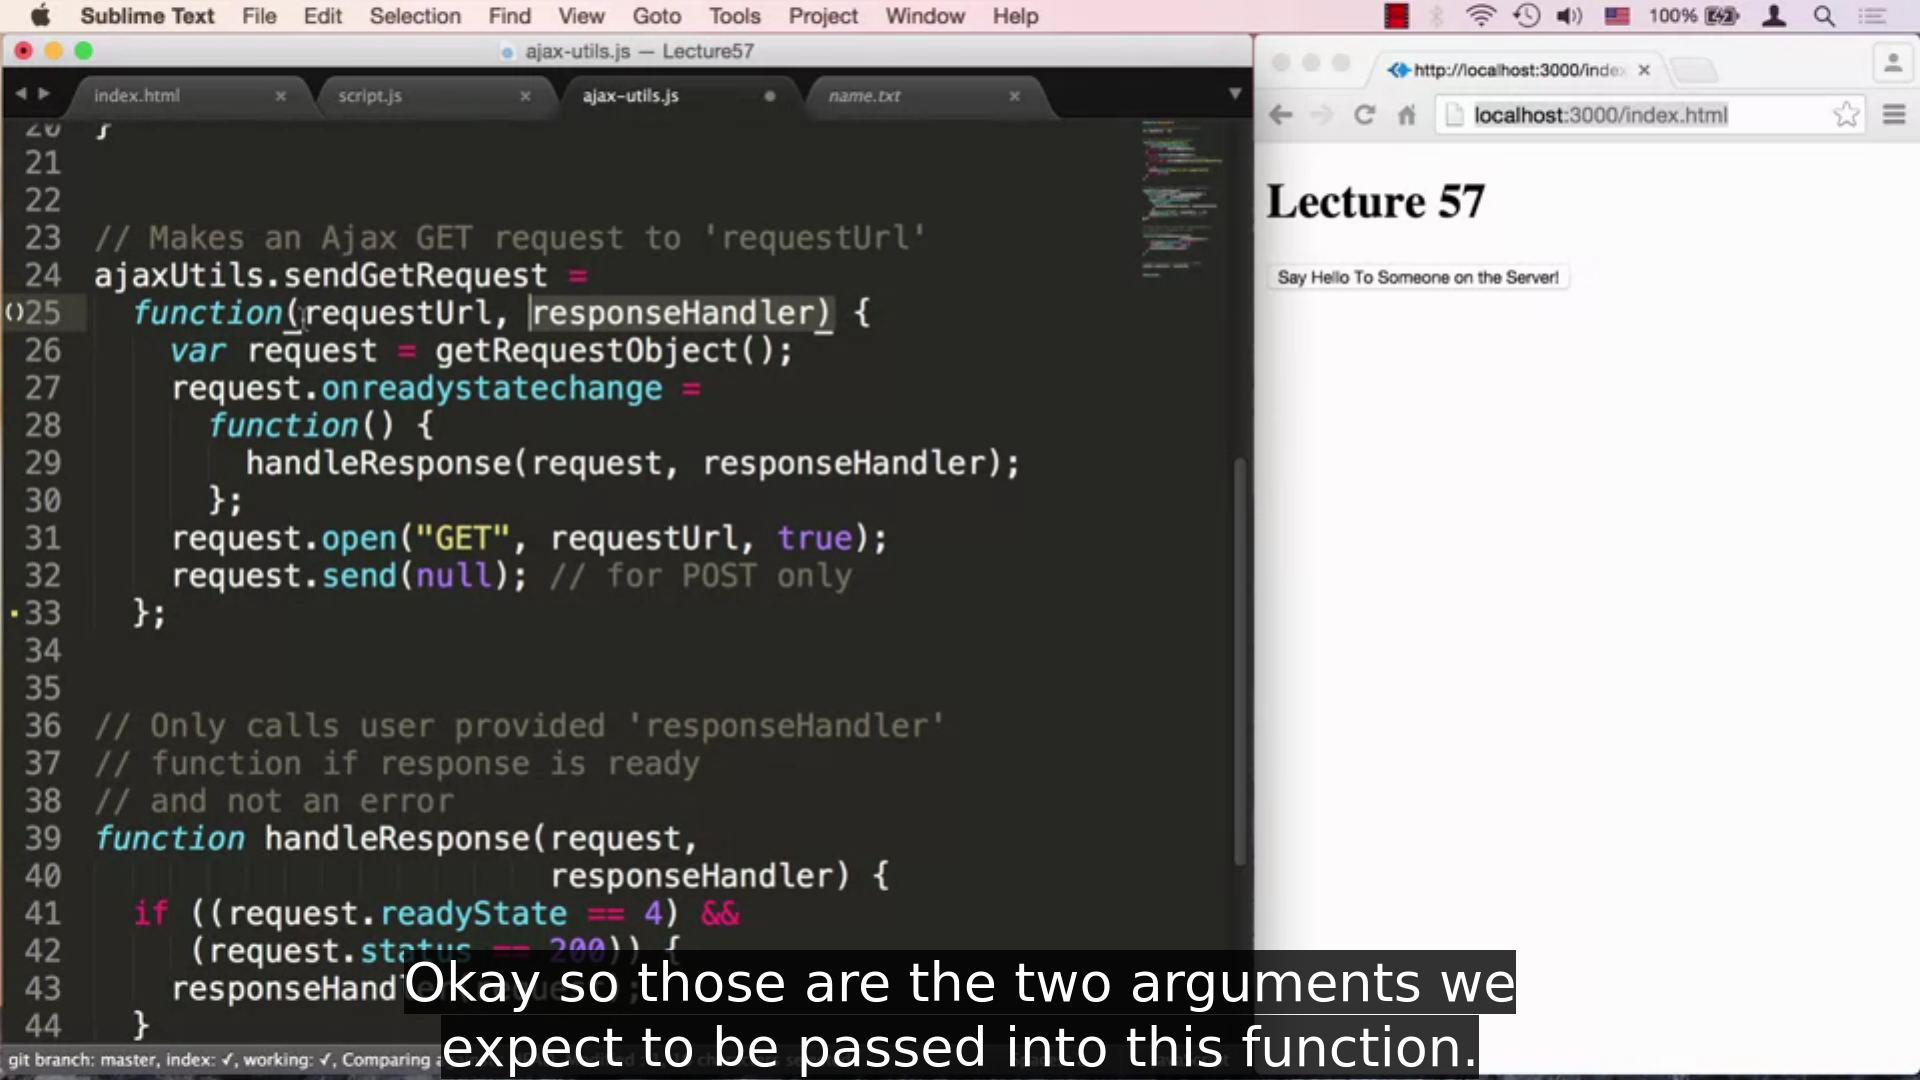 Sublime Text File Edit Selection Find View Goto Tools Project Window Help 100%
ajax-utils.js — Lecture57
index.html script.js ajax-utils.js name.txt
http://localhost:3000/inde
localhost:3000/index.html
Lecture 57
Say Hello To Someone on the Server!
20 }
21
22
23 // Makes an Ajax GET request to 'requestUrl'
24 ajaxUtils.sendGetRequest =
25 function(requestUrl, responseHandler) {
26 var request = getRequestObject();
27 request.onreadystatechange =
28 function() {
29 handleResponse(request, responseHandler);
30 };
31 request.open("GET", requestUrl, true);
32 request.send(null); // for POST only
33 };
34
35
36 // Only calls user provided 'responseHandler'
37 // function if response is ready
38 // and not an error
39 function handleResponse(request,
40 responseHandler) {
41 if ((request.readyState == 4) &&
42 (request.status == 200)) {
43 responseHand
44 }
git branch: master, index: ✓, working: ✓, Comparing
Okay so those are the two arguments we
expect to be passed into this function.